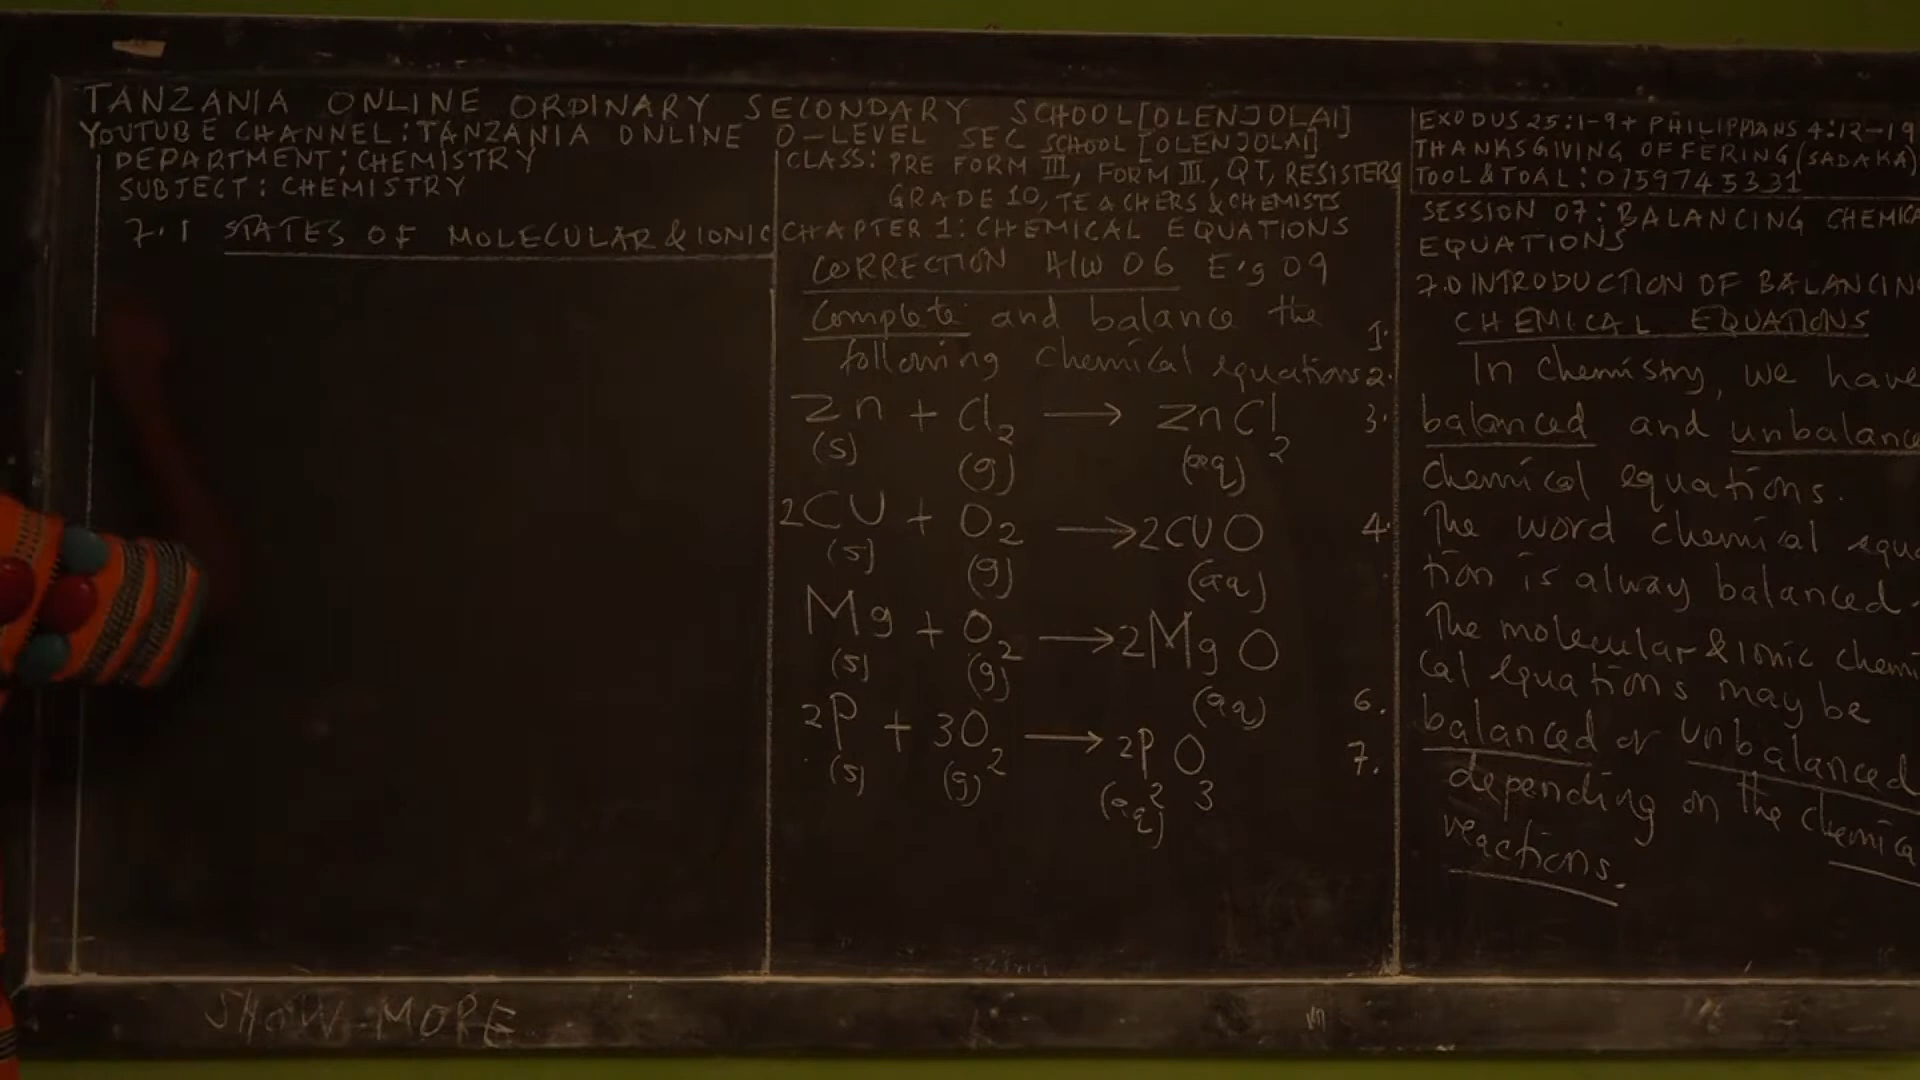 TANZANIA ONLINE ORDINARY SECONDARY SCHOOL[OLENJOLAI]
YOUTUBE CHANNEL:TANZANIA ONLINE O-LEVEL SEC SCHOOL [OLENJOLAI]
DEPARTMENT; CHEMISTRY
SUBJECT: CHEMISTRY
7.1 STATES OF MOLECULAR & IONIC
CLASS: PRE FORM III, FORM III, QT, RESISTERS
GRADE 10, TEACHERS & CHEMISTS
CHAPTER 1: CHEMICAL EQUATIONS
CORRECTION H/W 06 E.g 09
Complete and balance the
following chemical equations
Zn + Cl2 → ZnCl2
(s) (g) (aq)
2CU + O2 → 2CUO
(s) (g) (aq)
Mg + O2 → 2MgO
(s) (g) (aq)
2P + 3O2 → 2P2O3
(s) (g) (aq)
EXODUS 25:1-9+ PHILIPPIANS 4:12-19
THANKSGIVING OFFERING (SADAKA)
TOOL & TOAL: 0759745331
SESSION 07: BALANCING CHEMICA
EQUATIONS
7.0 INTRODUCTION OF BALANCING
CHEMICAL EQUATIONS
1. In chemistry, we have
2.
3. balanced and unbalance
chemical equations.
4. The word chemical equa
tion is alway balanced.
The molecular & ionic chemi
cal equations may be
6. balanced or unbalanced
7. depending on the chemica
reactions.
SHOW MORE